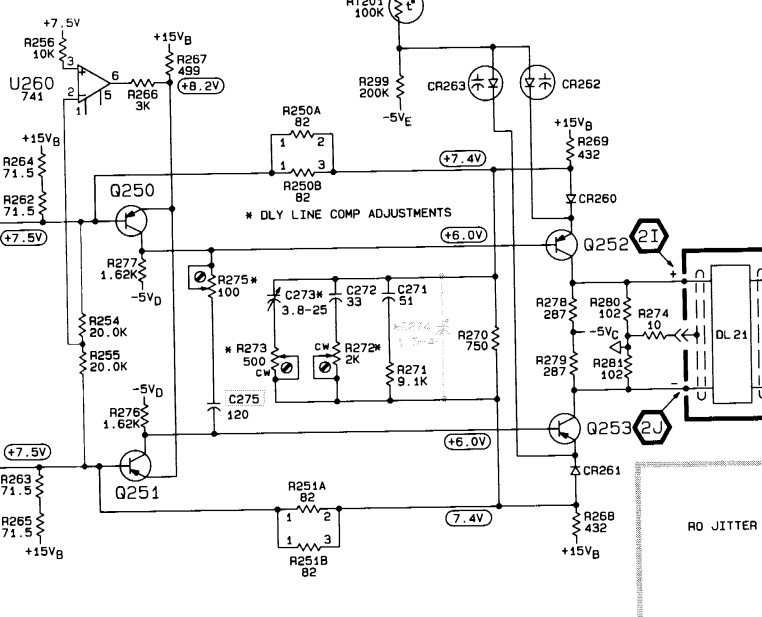 RT201
100K
t°
+7.5V
R256
10K
3
+
U260
741
2
-
1
5
6
R266
3K
+15VB
R267
499
+8.2V
R299
200K
-5VE
CR263
CR262
+15VB
R264
71.5
R262
71.5
+7.5V
Q250
R250A
82
1 2
1 3
R250B
82
+7.4V
+15VB
R269
432
CR260
* DLY LINE COMP ADJUSTMENTS
+6.0V
Q252
2I
+
R277
1.62K
-5VD
R275*
100
C273*
3.8-25
C272
33
C271
51
R254
20.0K
R255
20.0K
* R273
500
CW
CW
R272*
2K
R271
9.1K
R270
750
R278
287
-5VC
R279
287
R280
102
R281
102
R274
10
DL21
C275
120
-5VD
R276
1.62K
+6.0V
Q253
2J
-
+7.5V
R263
71.5
R265
71.5
+15VB
Q251
R251A
82
1 2
1 3
R251B
82
7.4V
CR261
R268
432
+15VB
RO JITTER